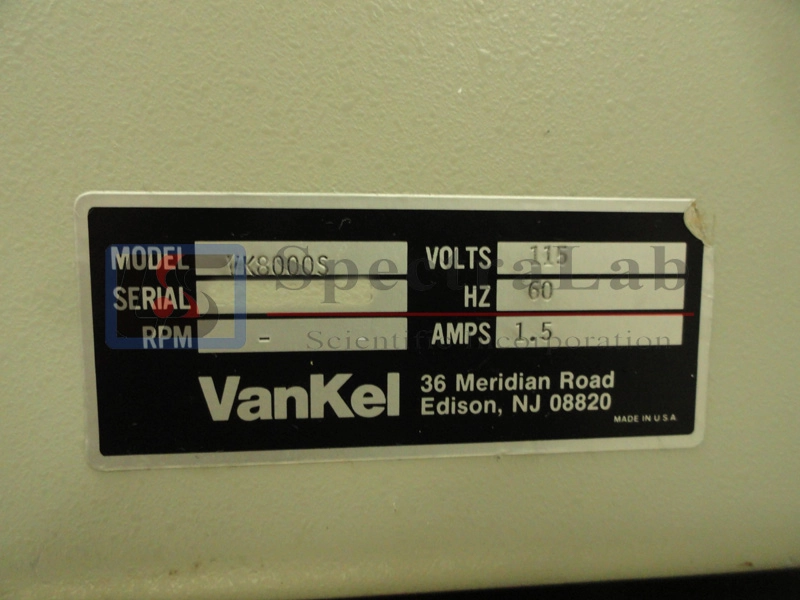 MODEL VK8000S VOLTS 115
SERIAL HZ 60
RPM - AMPS 1.5
VanKel 36 Meridian Road
Edison, NJ 08820
MADE IN U.S.A.
SpectraLab
Scientific Incorporation